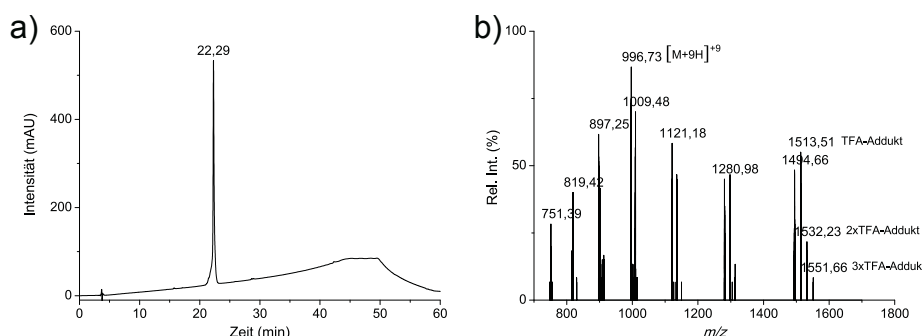 a)
600
400
200
0
Intensität (mAU)
22,29
0 10 20 30 40 50 60
Zeit (min)
b)
100
50
0
Rel. Int. (%)
996,73 [M+9H]+9
1009,48
897,25
1121,18
1513,51 TFA-Addukt
1494,66
1280,98
819,42
751,39
1532,23 2xTFA-Addukt
1551,66 3xTFA-Addukt
800 1000 1200 1400 1600 1800
m/z